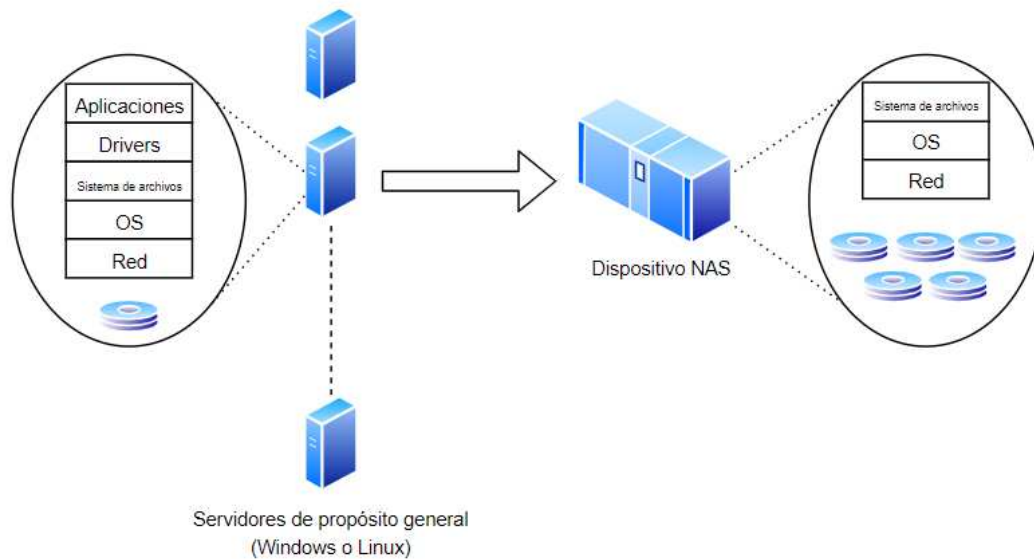 Aplicaciones
Drivers
Sistema de archivos
OS
Red
Servidores de propósito general
(Windows o Linux)
Dispositivo NAS
Sistema de archivos
OS
Red